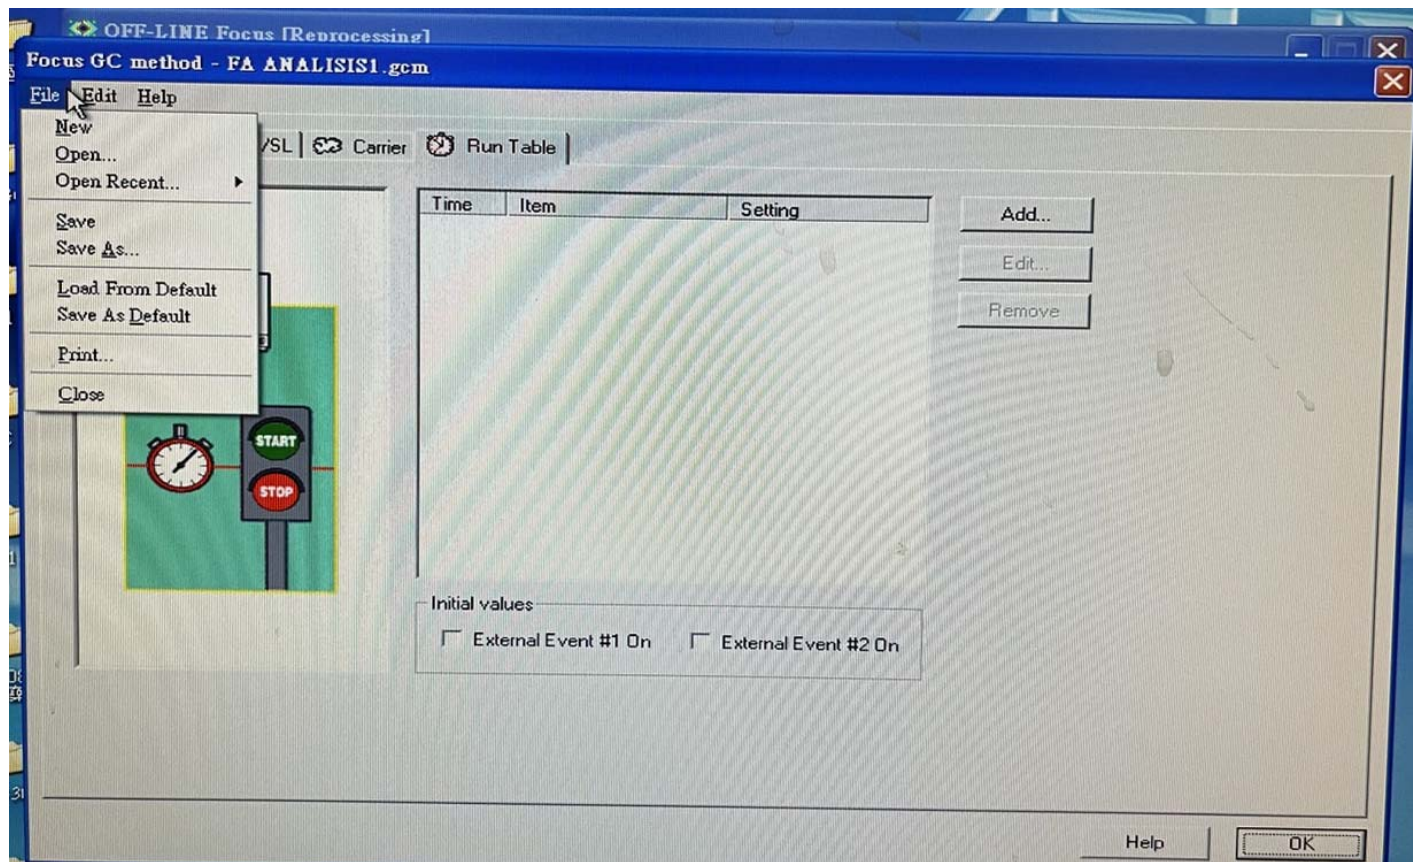 OFF-LINE Focus [Reprocessing]
Focus GC method - FA ANALISIS1.gcm
File Edit Help
New
Open...
Open Recent...
Save
Save As...
Load From Default
Save As Default
Print...
Close
/SL Carrier Run Table
Time Item Setting
Add...
Edit...
Remove
START
STOP
Initial values
External Event #1 On External Event #2 On
Help OK